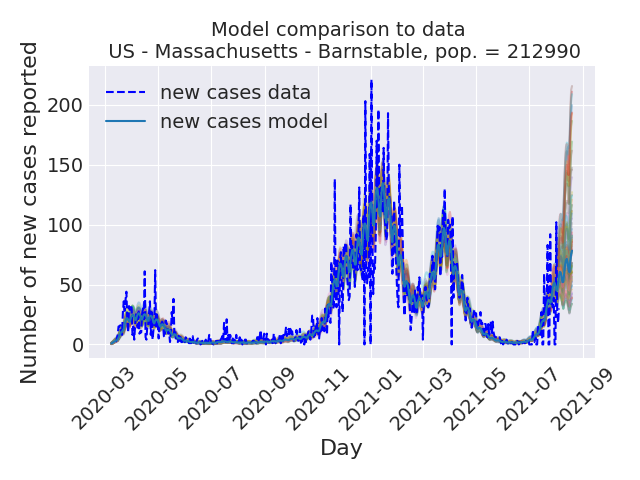 Model comparison to data
US - Massachusetts - Barnstable, pop. = 212990
Number of new cases reported
200
150
100
50
0
new cases data
new cases model
2020-03
2020-05
2020-07
2020-09
2020-11
2021-01
2021-03
2021-05
2021-07
2021-09
Day